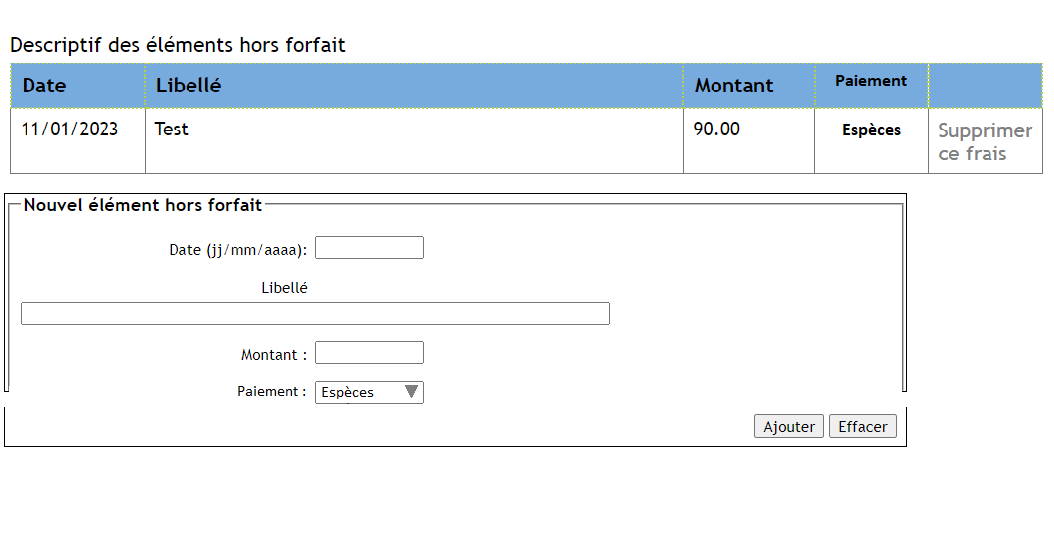 Descriptif des éléments hors forfait
Date Libellé Montant Paiement
11/01/2023 Test 90.00 Espèces Supprimer
ce frais
Nouvel élément hors forfait
Date (jj/mm/aaaa):
Libellé
Montant :
Paiement : Espèces
Ajouter Effacer